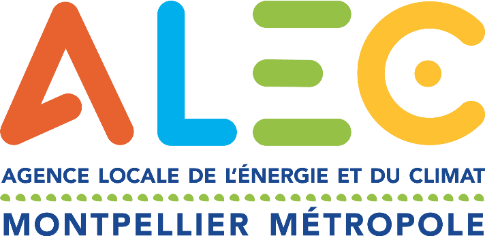 ALEC
AGENCE LOCALE DE L'ÉNERGIE ET DU CLIMAT
MONTPELLIER MÉTROPOLE